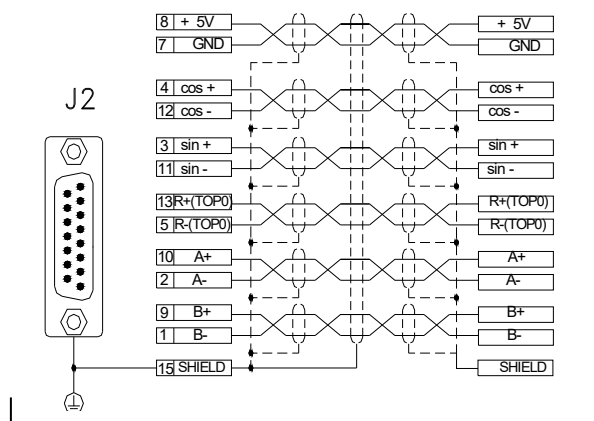 8 + 5V + 5V
7 GND GND
J2
4 cos + cos +
12 cos - cos -
3 sin + sin +
11 sin - sin -
13 R+(TOP0) R+(TOP0)
5 R-(TOP0) R-(TOP0)
10 A+ A+
2 A- A-
9 B+ B+
1 B- B-
15 SHIELD SHIELD